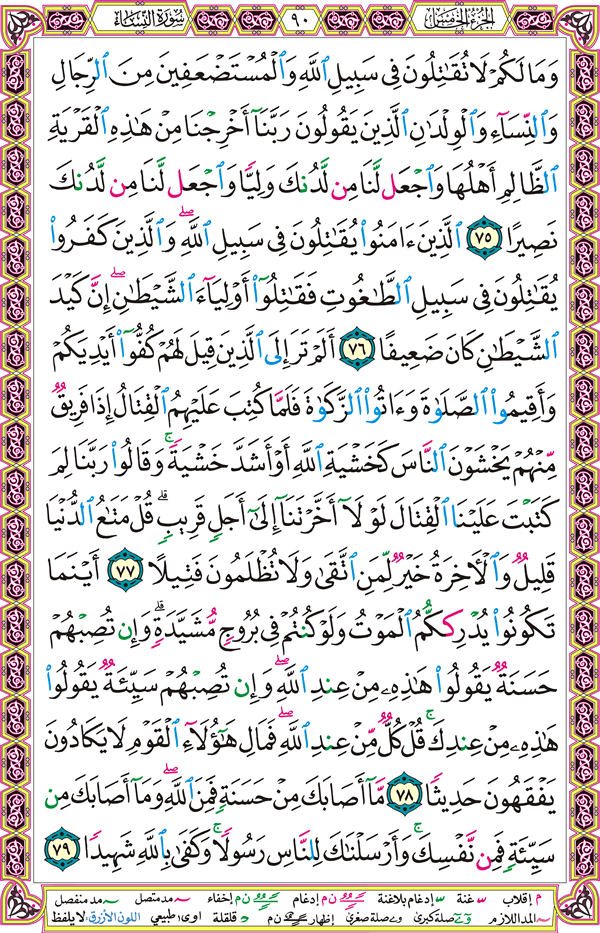 الجزء الخامس
٩٠
سورة النساء
وَمَا لَكُمْ لَا تُقَٰتِلُونَ فِى سَبِيلِ ٱللَّهِ وَٱلْمُسْتَضْعَفِينَ مِنَ ٱلرِّجَالِ
وَٱلنِّسَآءِ وَٱلْوِلْدَٰنِ ٱلَّذِينَ يَقُولُونَ رَبَّنَآ أَخْرِجْنَا مِنْ هَٰذِهِ ٱلْقَرْيَةِ
ٱلظَّالِمِ أَهْلُهَا وَٱجْعَل لَّنَا مِن لَّدُنكَ وَلِيًّا وَٱجْعَل لَّنَا مِن لَّدُنكَ
نَصِيرًا ٧٥ ٱلَّذِينَ ءَامَنُوا۟ يُقَٰتِلُونَ فِى سَبِيلِ ٱللَّهِ ۖ وَٱلَّذِينَ كَفَرُوا۟
يُقَٰتِلُونَ فِى سَبِيلِ ٱلطَّٰغُوتِ فَقَٰتِلُوٓا۟ أَوْلِيَآءَ ٱلشَّيْطَٰنِ ۖ إِنَّ كَيْدَ
ٱلشَّيْطَٰنِ كَانَ ضَعِيفًا ٧٦ أَلَمْ تَرَ إِلَى ٱلَّذِينَ قِيلَ لَهُمْ كُفُّوٓا۟ أَيْدِيَكُمْ
وَأَقِيمُوا۟ ٱلصَّلَوٰةَ وَءَاتُوا۟ ٱلزَّكَوٰةَ فَلَمَّا كُتِبَ عَلَيْهِمُ ٱلْقِتَالُ إِذَا فَرِيقٌ
مِّنْهُمْ يَخْشَوْنَ ٱلنَّاسَ كَخَشْيَةِ ٱللَّهِ أَوْ أَشَدَّ خَشْيَةً ۚ وَقَالُوا۟ رَبَّنَا لِمَ
كَتَبْتَ عَلَيْنَا ٱلْقِتَالَ لَوْلَآ أَخَّرْتَنَآ إِلَىٰٓ أَجَلٍ قَرِيبٍ ۗ قُلْ مَتَٰعُ ٱلدُّنْيَا
قَلِيلٌ وَٱلْءَاخِرَةُ خَيْرٌ لِّمَنِ ٱتَّقَىٰ وَلَا تُظْلَمُونَ فَتِيلًا ٧٧ أَيْنَمَا
تَكُونُوا۟ يُدْرِككُّمُ ٱلْمَوْتُ وَلَوْ كُنتُمْ فِى بُرُوجٍ مُّشَيَّدَةٍ ۗ وَإِن تُصِبْهُمْ
حَسَنَةٌ يَقُولُوا۟ هَٰذِهِۦ مِنْ عِندِ ٱللَّهِ ۖ وَإِن تُصِبْهُمْ سَيِّئَةٌ يَقُولُوا۟
هَٰذِهِۦ مِنْ عِندِكَ ۚ قُلْ كُلٌّ مِّنْ عِندِ ٱللَّهِ ۖ فَمَالِ هَٰٓؤُلَآءِ ٱلْقَوْمِ لَا يَكَادُونَ
يَفْقَهُونَ حَدِيثًا ٧٨ مَّآ أَصَابَكَ مِنْ حَسَنَةٍ فَمِنَ ٱللَّهِ ۖ وَمَآ أَصَابَكَ مِن
سَيِّئَةٍ فَمِن نَّفْسِكَ ۚ وَأَرْسَلْنَٰكَ لِلنَّاسِ رَسُولًا ۚ وَكَفَىٰ بِٱللَّهِ شَهِيدًا ٧٩
م إقلاب غنة إدغام بلاغنة ن م إدغام ن م إخفاء مد متصل مد منفصل
المد اللازم صلة كبرى صلة صغرى إظهار ن م قلقلة اوى طبيعي اللون الأزرق: لا يلفظ